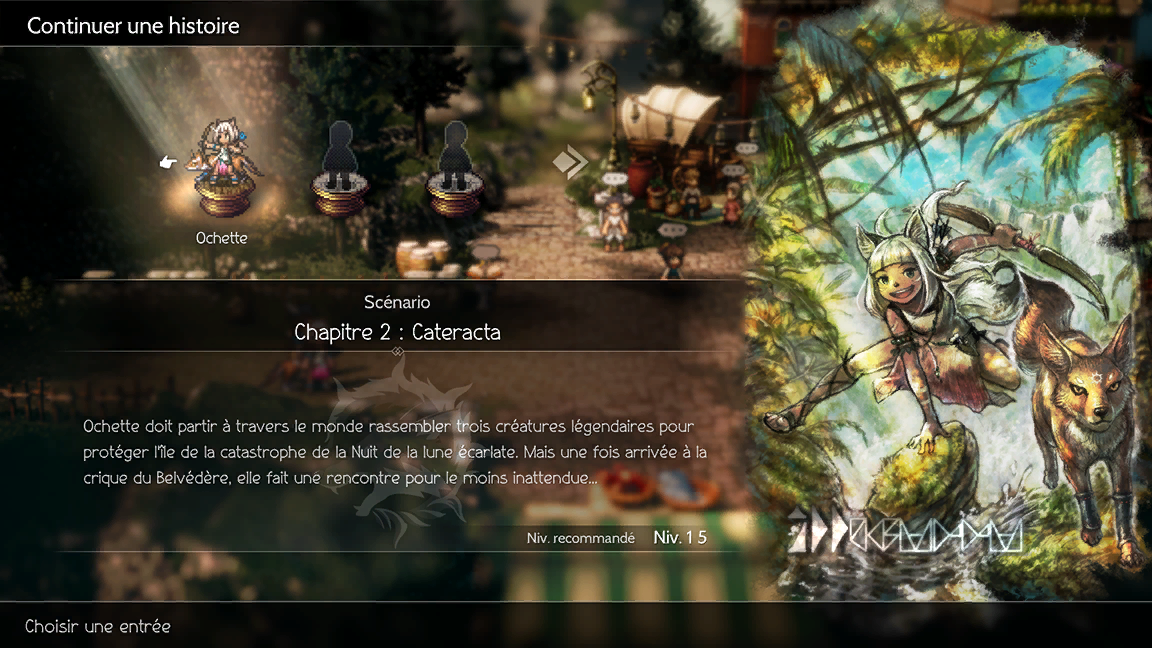 Continuer une histoire
Ochette
Scénario
Chapitre 2 : Cateracta
Ochette doit partir à travers le monde rassembler trois créatures légendaires pour
protéger l'île de la catastrophe de la Nuit de la lune écarlate. Mais une fois arrivée à la
crique du Belvédère, elle fait une rencontre pour le moins inattendue...
Niv. recommandé Niv. 15
Choisir une entrée